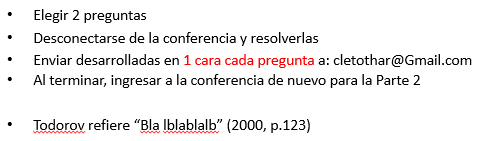 • Elegir 2 preguntas
• Desconectarse de la conferencia y resolverlas
• Enviar desarrolladas en 1 cara cada pregunta a: cletothar@Gmail.com
• Al terminar, ingresar a la conferencia de nuevo para la Parte 2
• Todorov refiere “Bla lblablalb” (2000, p.123)